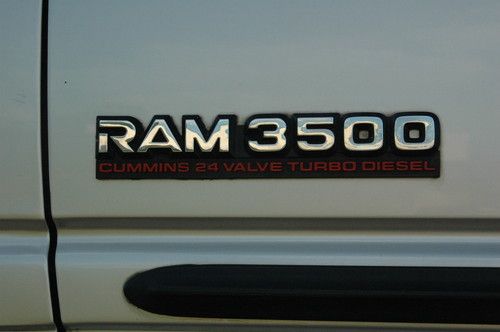 RAM 3500
CUMMINS 24 VALVE TURBO DIESEL